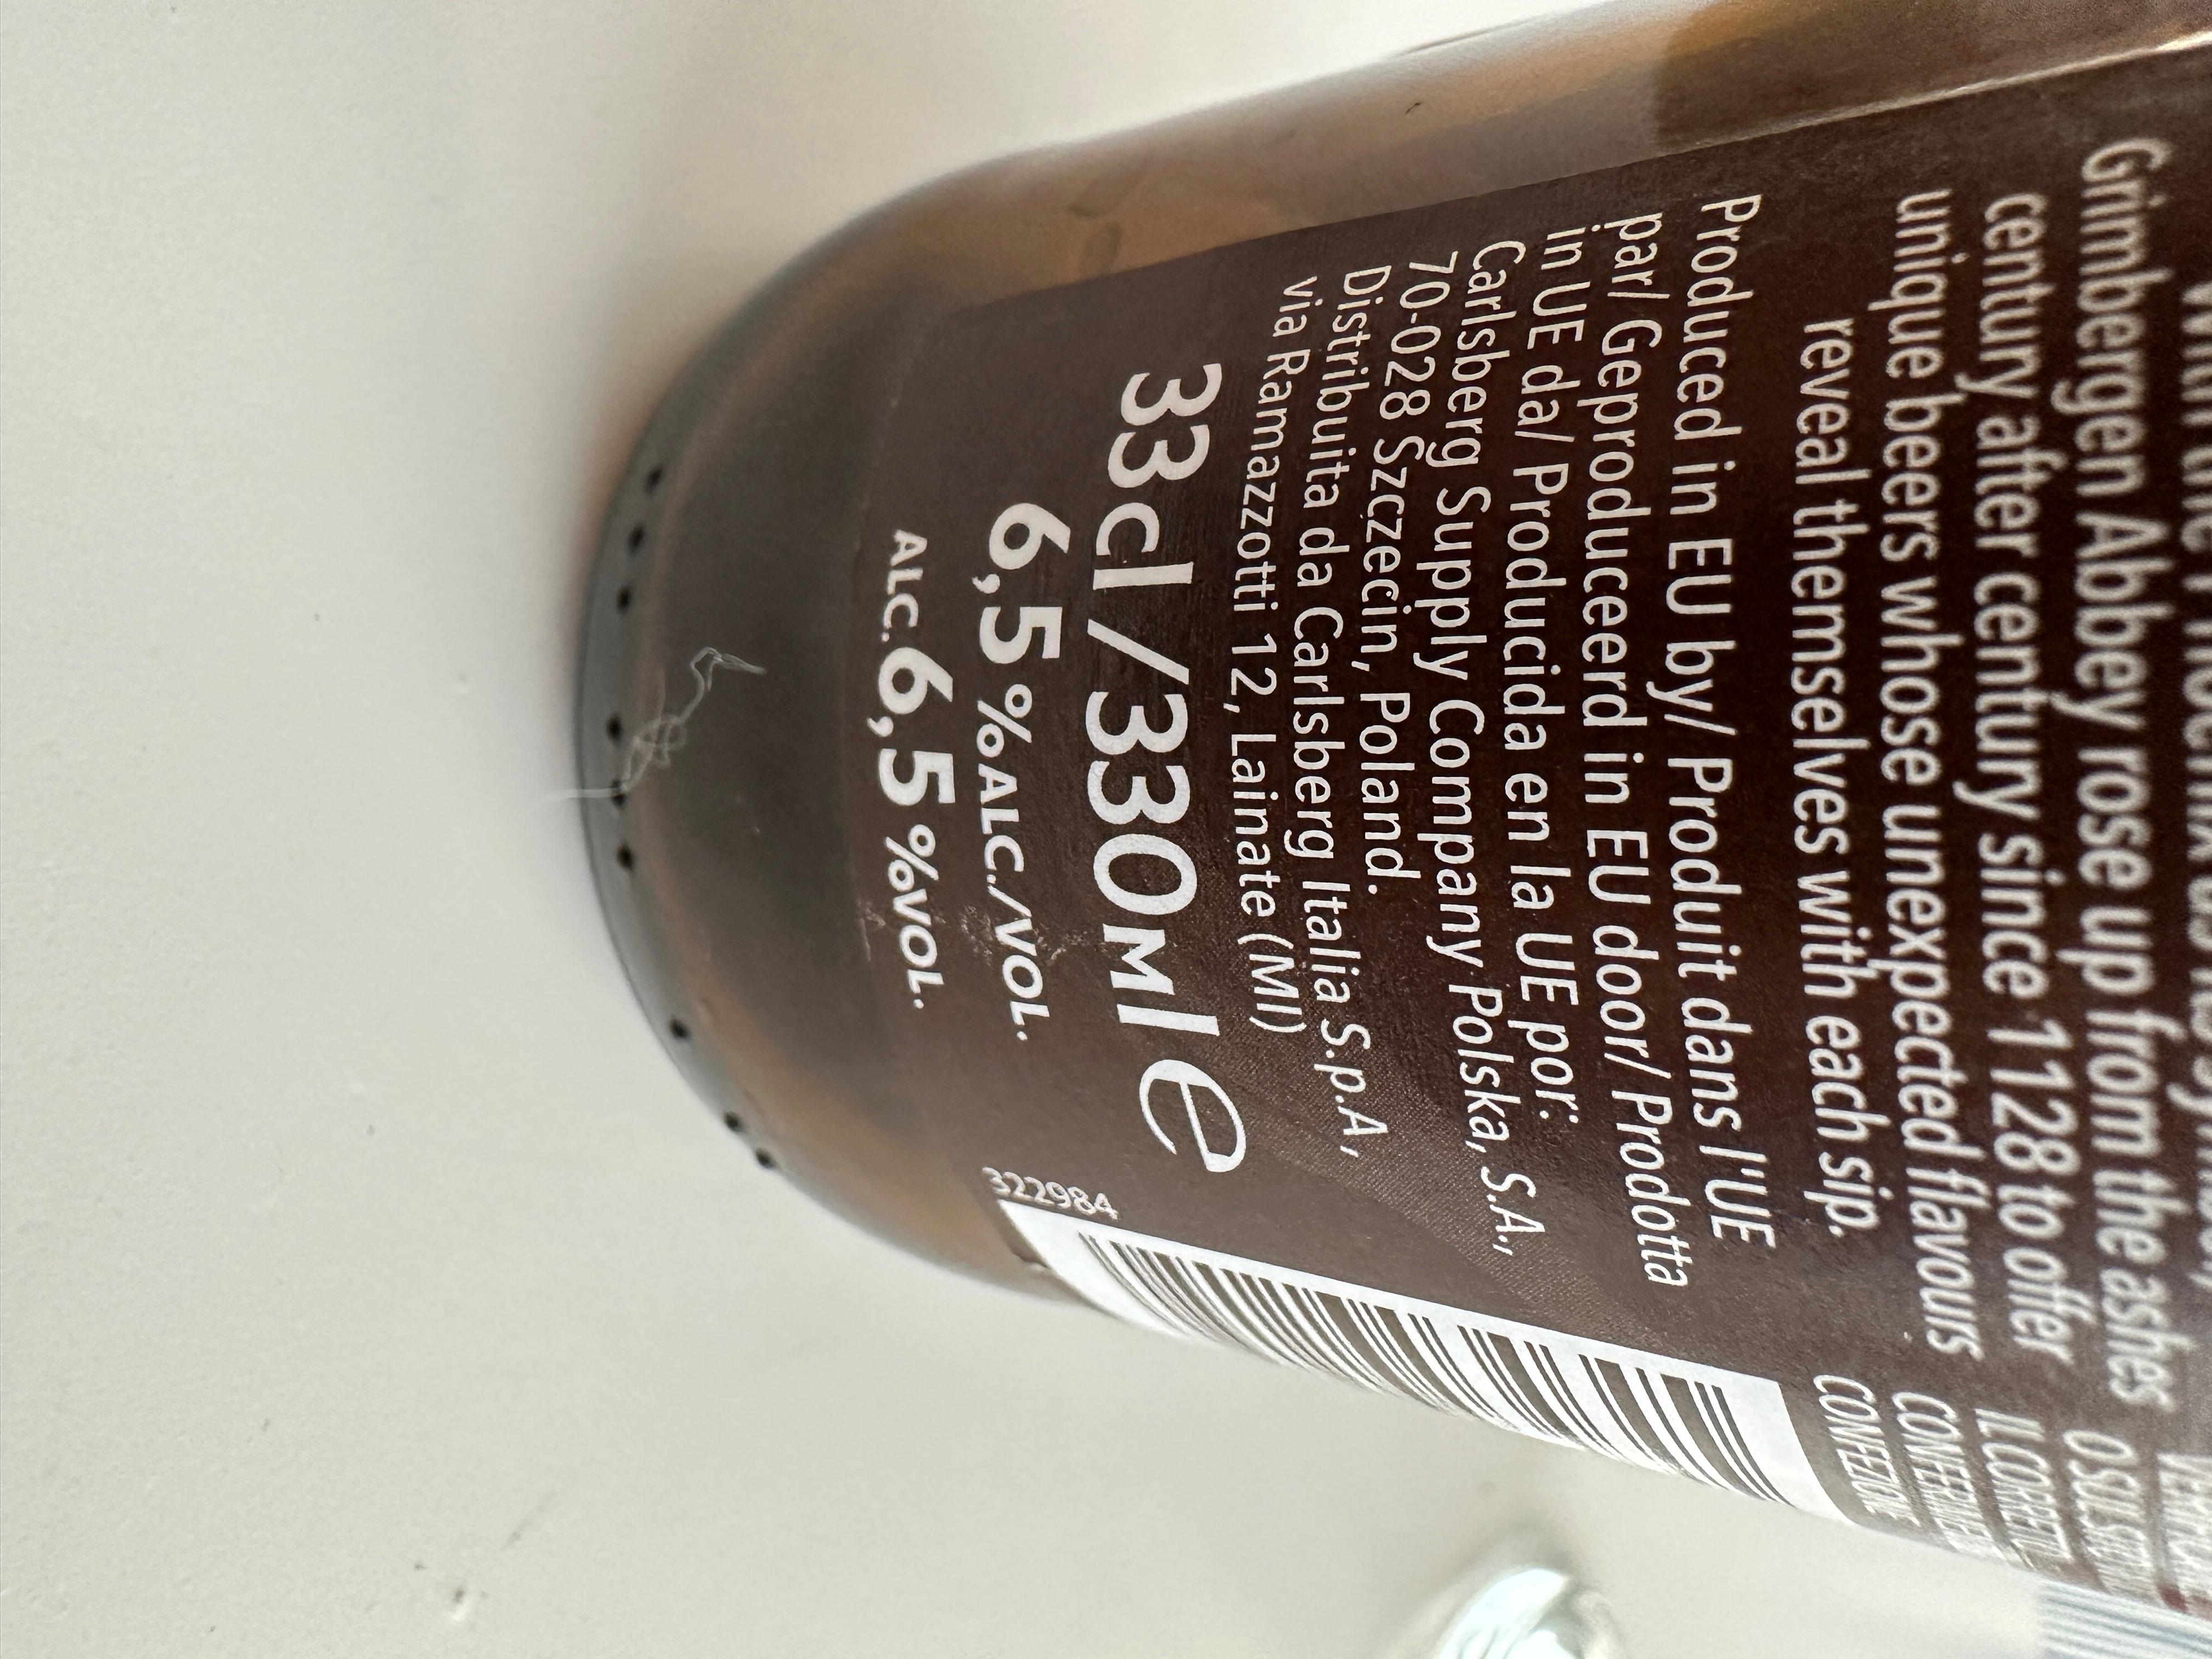 Grimbergen Abbey rose up from the ashes
century after century since 1128 to offer
unique beers whose unexpected flavours
reveal themselves with each sip.
Produced in EU by/ Produit dans l'UE
par/ Geproduceerd in EU door/ Prodotta
in UE da/ Producida en la UE por:
Carlsberg Supply Company Polska, S.A.,
70-028 Szczecin, Poland.
Distribuita da Carlsberg Italia S.p.A,
via Ramazzotti 12, Lainate (MI)
33cl/330ml e
6,5%ALC./VOL.
ALC.6,5%VOL.
322984
CONFEZIONE